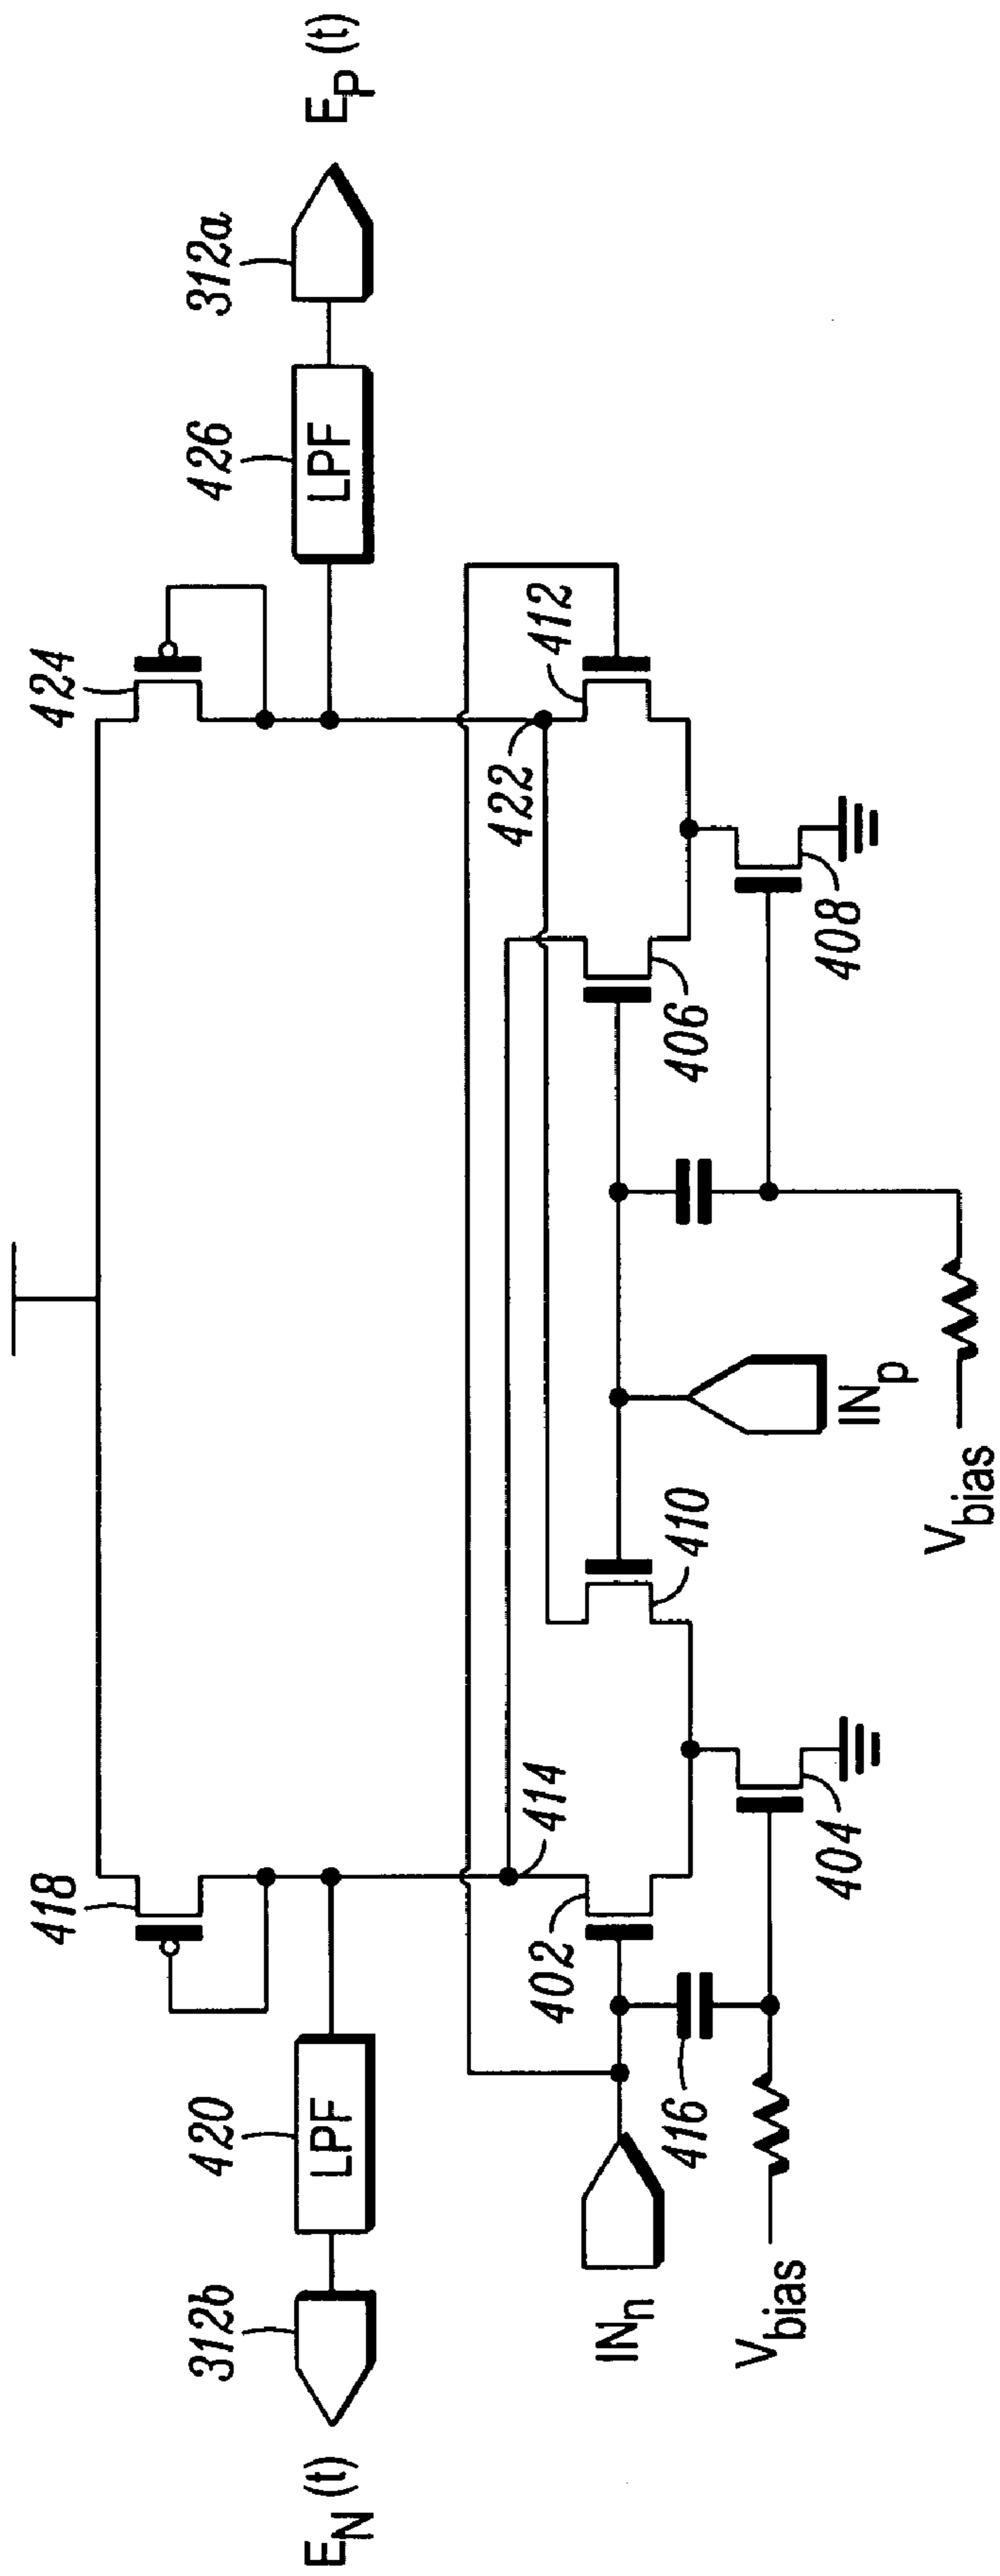 418
424
420
LPF
312b
E_N (t)
426
LPF
312a
E_P (t)
414
422
402
410
406
412
416
404
408
IN_n
IN_p
V_bias
V_bias